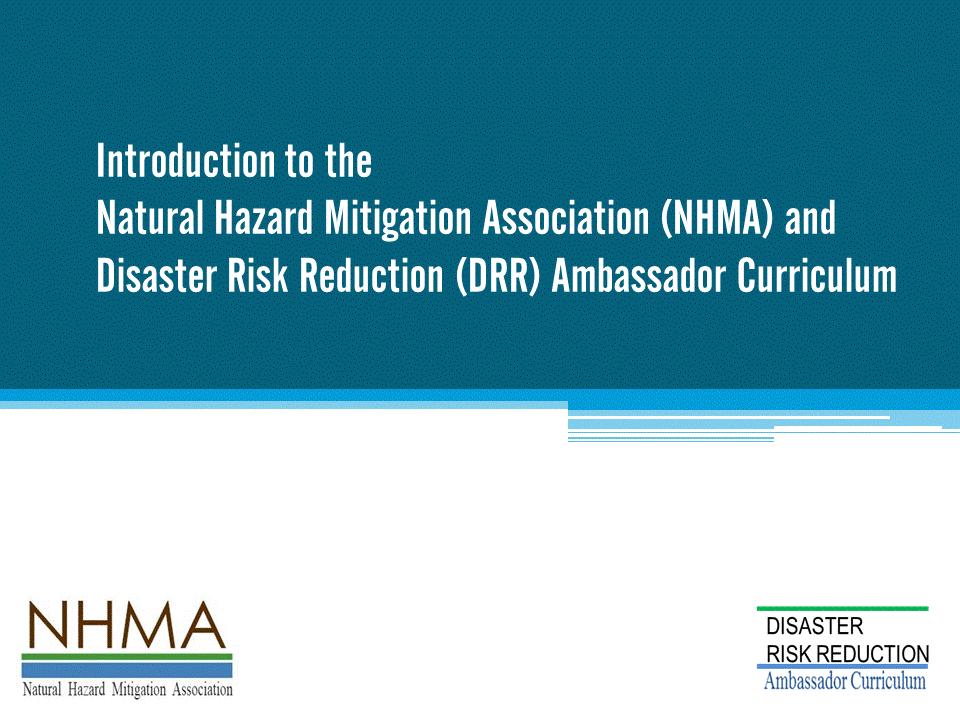 Introduction to the
Natural Hazard Mitigation Association (NHMA) and
Disaster Risk Reduction (DRR) Ambassador Curriculum
NHMA
Natural Hazard Mitigation Association
DISASTER
RISK REDUCTION
Ambassador Curriculum